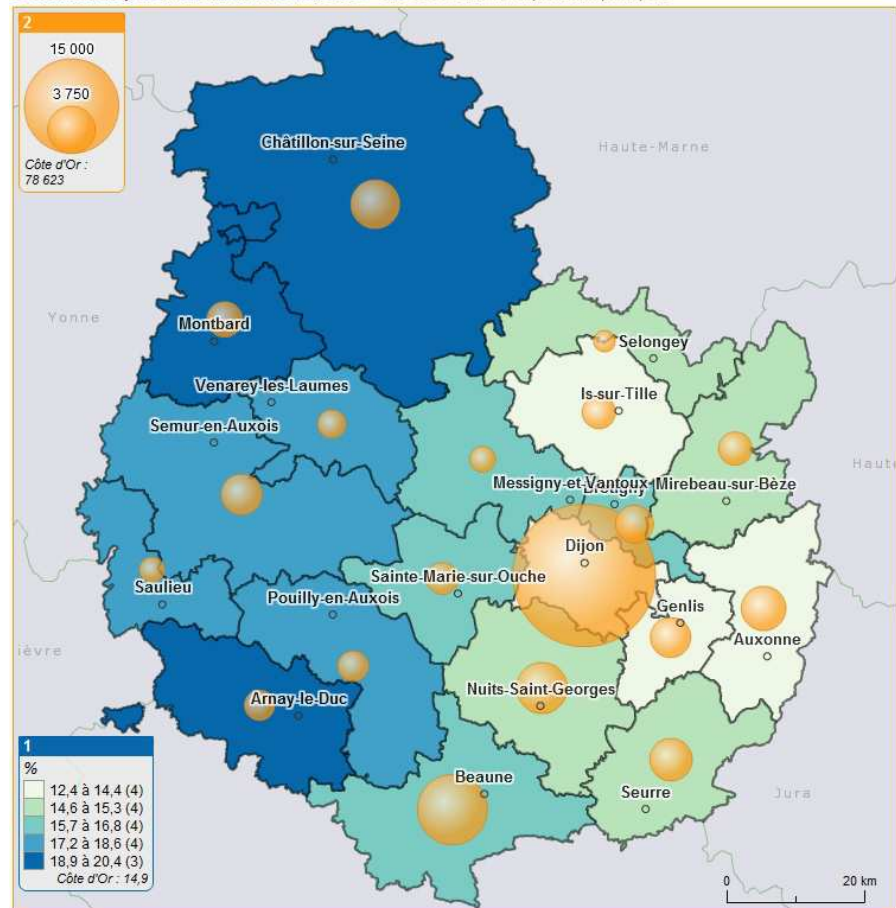 2
15 000
3 750
Côte d'Or :
78 623
Châtillon-sur-Seine
Haute-Marne
Yonne
Montbard
Selongey
Venarey-les-Laumes
Is-sur-Tille
Semur-en-Auxois
Haute
Messigny-et-Vantoux
Bretigny
Mirebeau-sur-Bèze
Dijon
Sainte-Marie-sur-Ouche
Saulieu
Pouilly-en-Auxois
Genlis
Auxonne
ièvre
Arnay-le-Duc
Nuits-Saint-Georges
Beaune
Seurre
Jura
1
%
12,4 à 14,4 (4)
14,6 à 15,3 (4)
15,7 à 16,8 (4)
17,2 à 18,6 (4)
18,9 à 20,4 (3)
Côte d'Or : 14,9
0 20 km